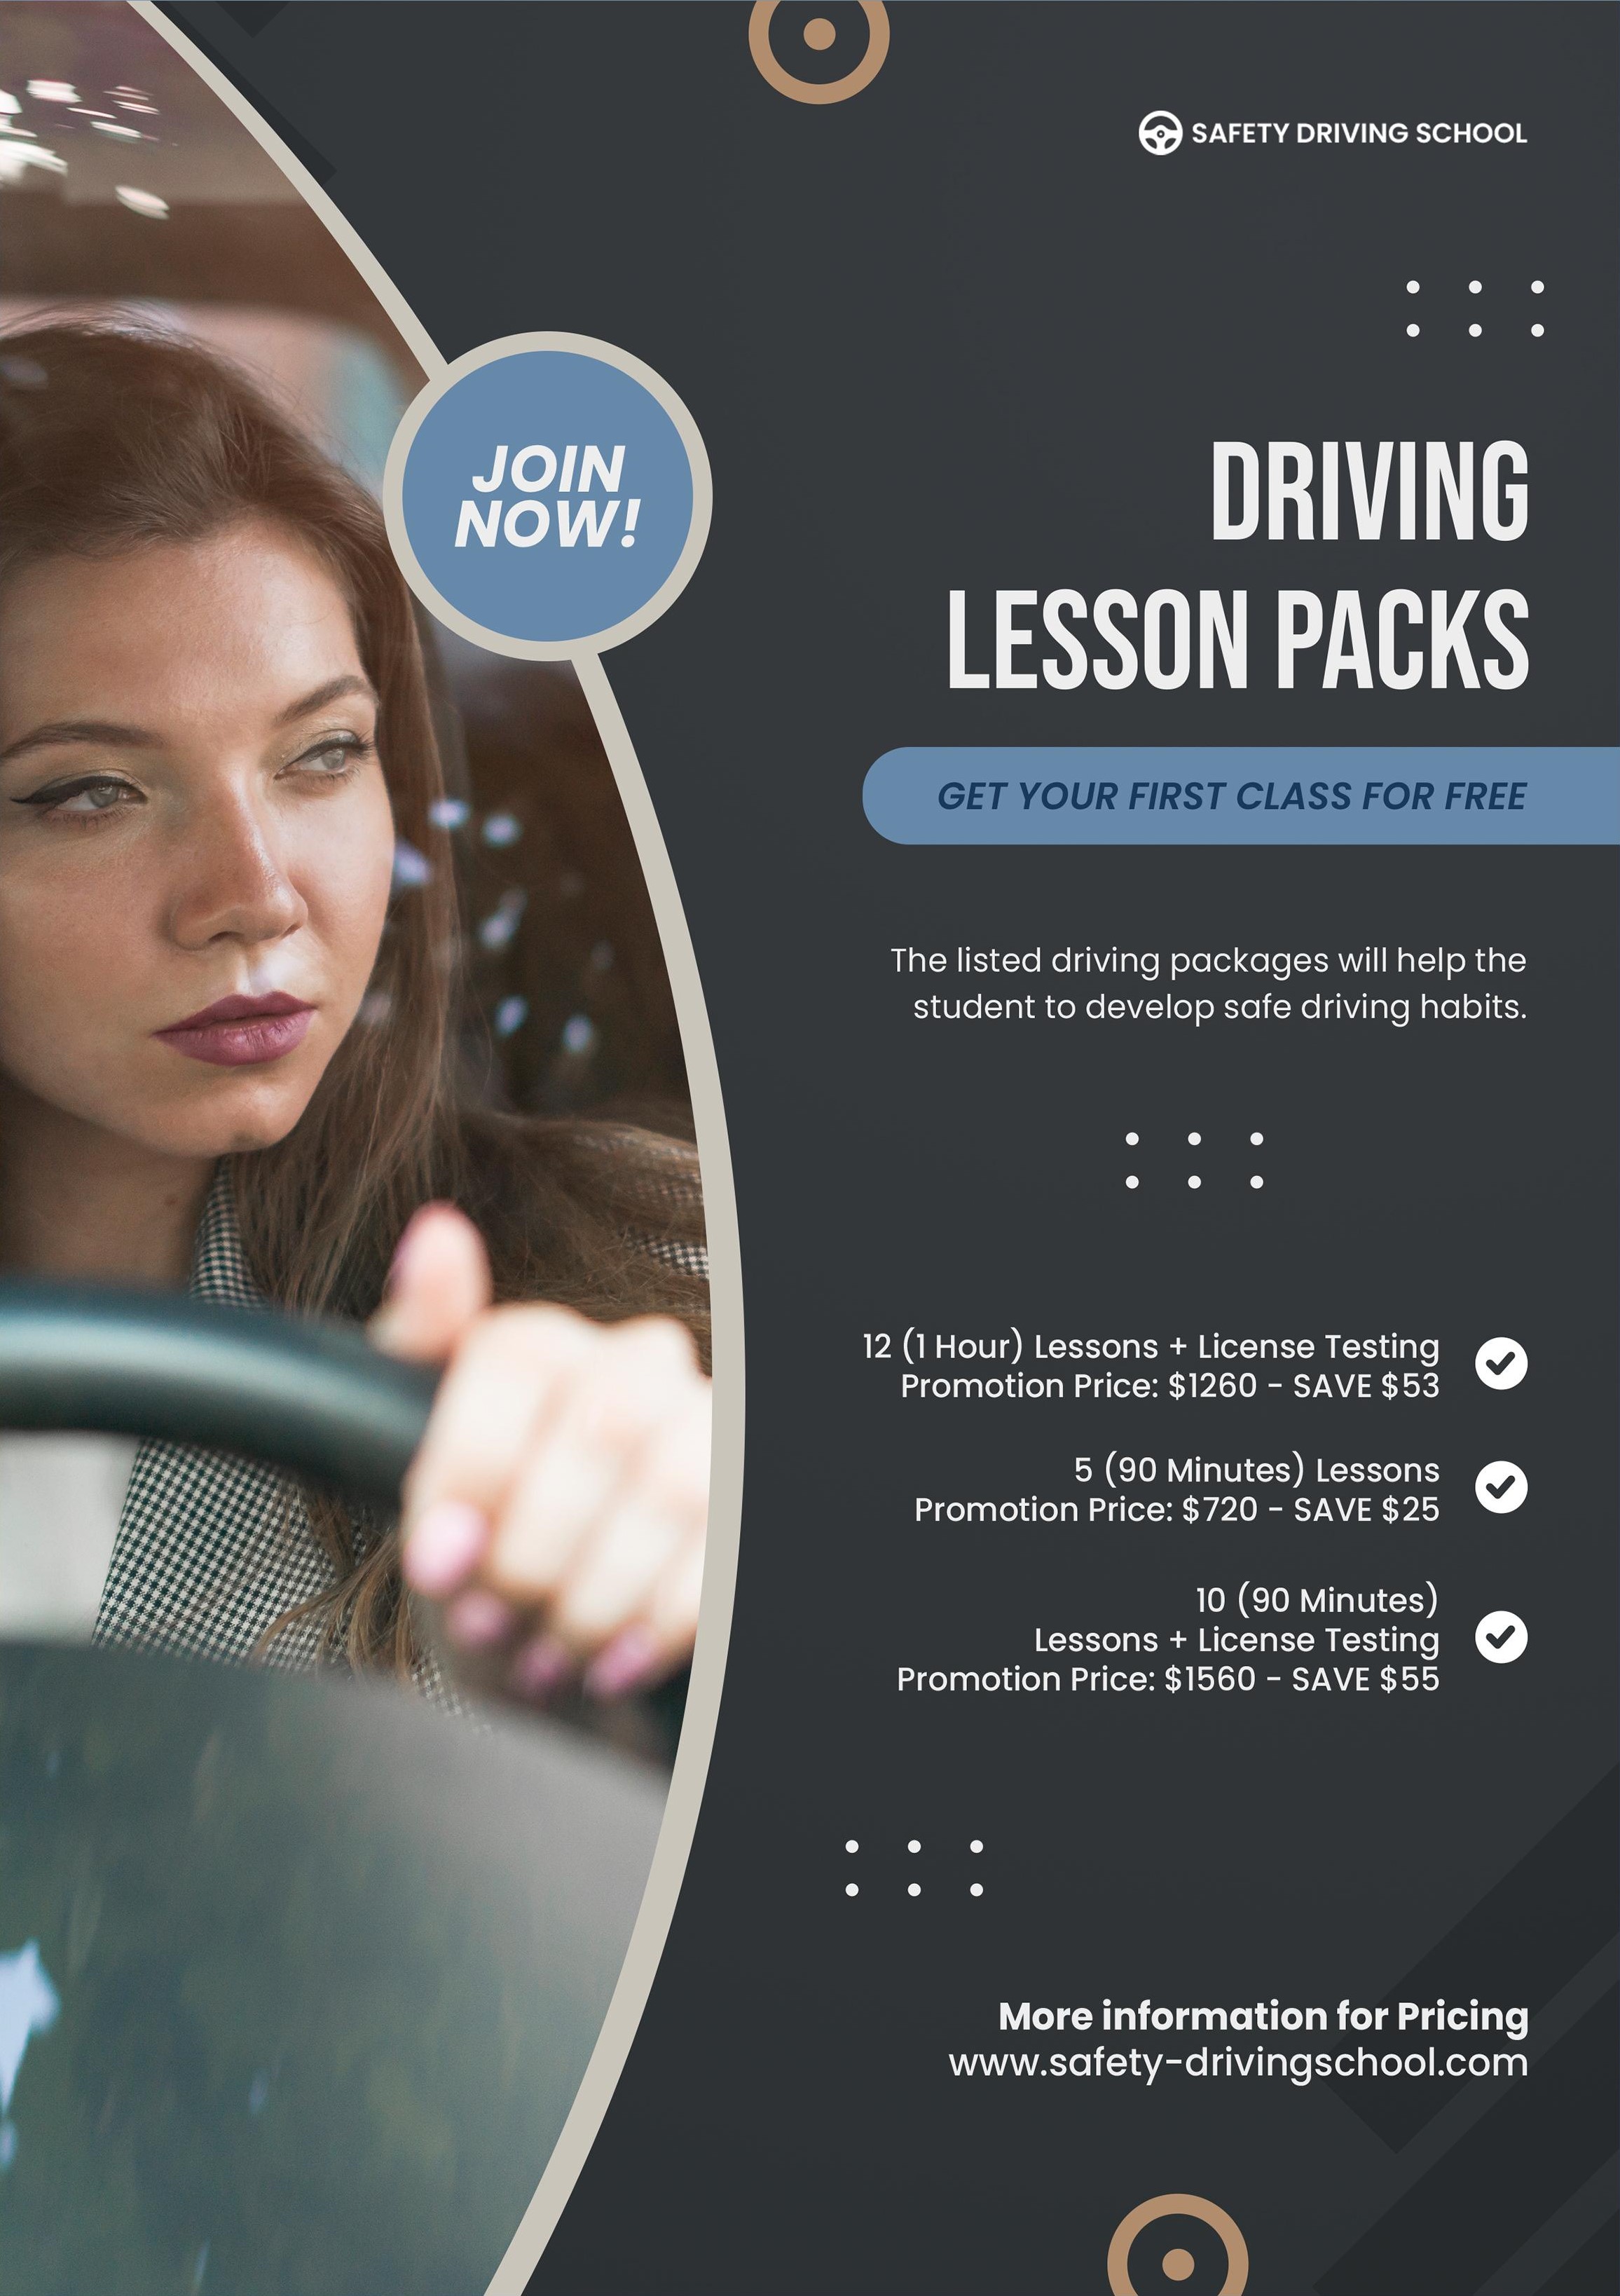 SAFETY DRIVING SCHOOL
JOIN
NOW!
DRIVING
LESSON PACKS
GET YOUR FIRST CLASS FOR FREE
The listed driving packages will help the
student to develop safe driving habits.
12 (1 Hour) Lessons + License Testing
Promotion Price: $1260 - SAVE $53
5 (90 Minutes) Lessons
Promotion Price: $720 - SAVE $25
10 (90 Minutes)
Lessons + License Testing
Promotion Price: $1560 - SAVE $55
More information for Pricing
www.safety-drivingschool.com